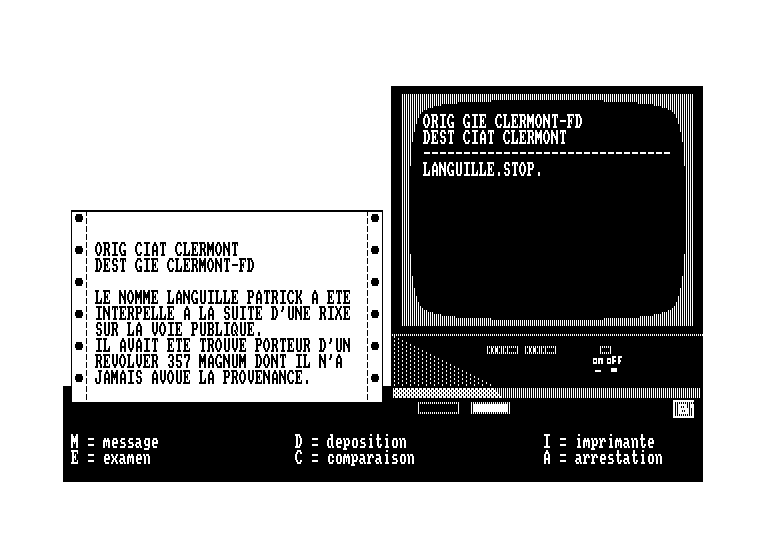 ORIG GIE CLERMONT-FD
DEST CIAT CLERMONT
-------------------------------
LANGUILLE.STOP.
ORIG CIAT CLERMONT
DEST GIE CLERMONT-FD
LE NOMME LANGUILLE PATRICK A ETE
INTERPELLE A LA SUITE D'UNE RIXE
SUR LA VOIE PUBLIQUE.
IL AVAIT ETE TROUVE PORTEUR D'UN
REVOLVER 357 MAGNUM DONT IL N'A
JAMAIS AVOUE LA PROVENANCE.
on off
M = message D = deposition I = imprimante
E = examen C = comparaison A = arrestation